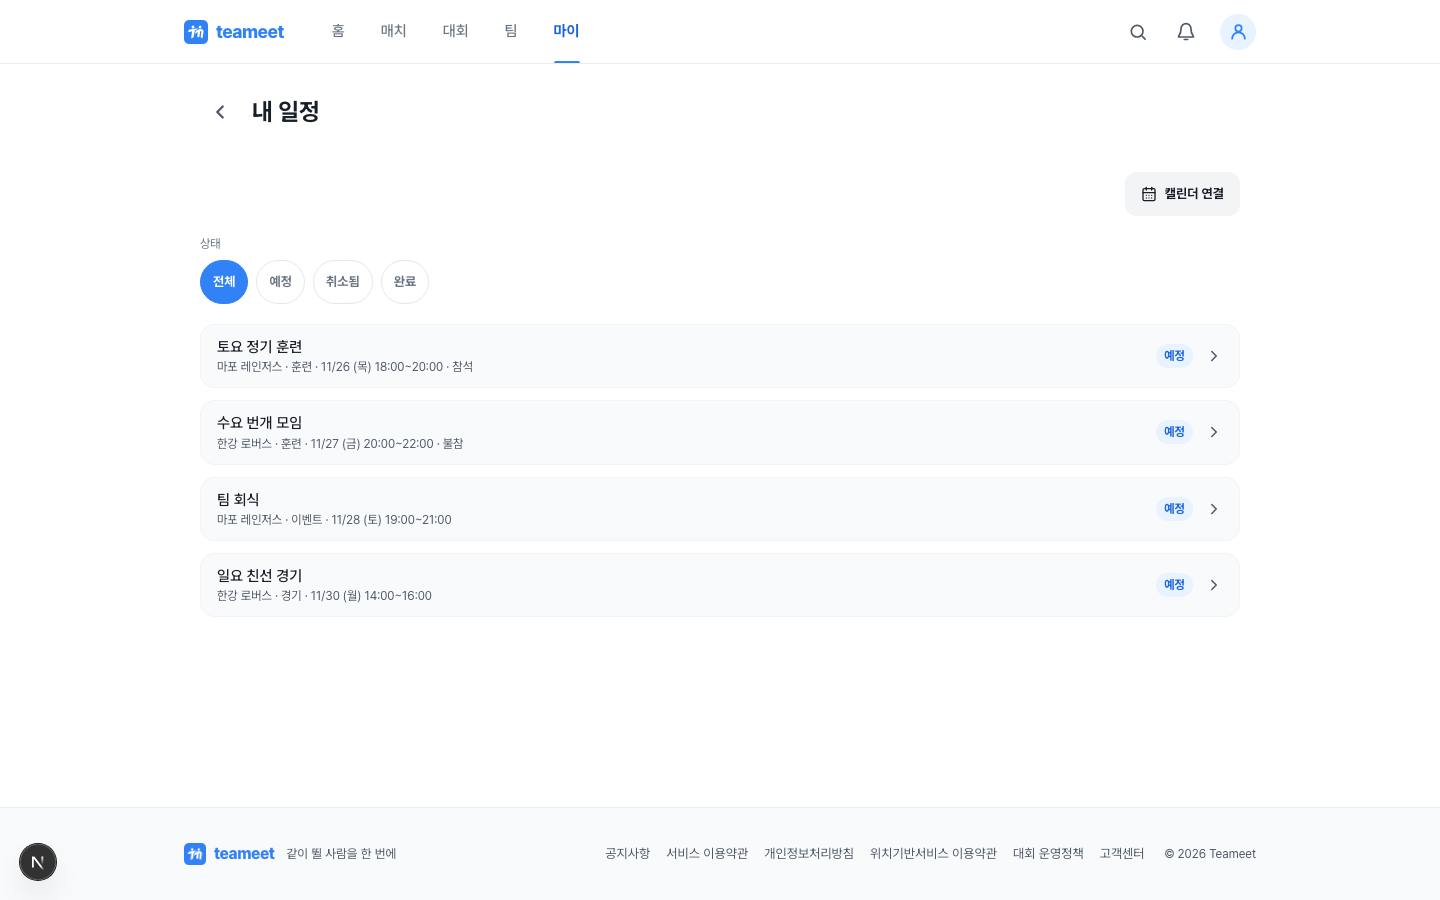 teameet 홈 매치 대회 팀 마이
내 일정
캘린더 연결
상태
전체 예정 취소됨 완료
토요 정기 훈련
마포 레인저스 · 훈련 · 11/26 (목) 18:00~20:00 · 참석
예정
수요 번개 모임
한강 로버스 · 훈련 · 11/27 (금) 20:00~22:00 · 불참
예정
팀 회식
마포 레인저스 · 이벤트 · 11/28 (토) 19:00~21:00
예정
일요 친선 경기
한강 로버스 · 경기 · 11/30 (월) 14:00~16:00
예정
teameet 같이 뛸 사람을 한 번에 공지사항 서비스 이용약관 개인정보처리방침 위치기반서비스 이용약관 대회 운영정책 고객센터 © 2026 Teameet
N